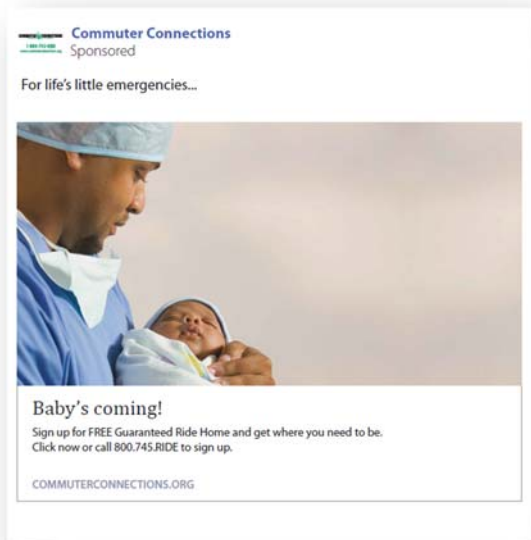 Commuter Connections
Sponsored
For life's little emergencies...
Baby's coming!
Sign up for FREE Guaranteed Ride Home and get where you need to be.
Click now or call 800.745.RIDE to sign up.
COMMUTERCONNECTIONS.ORG